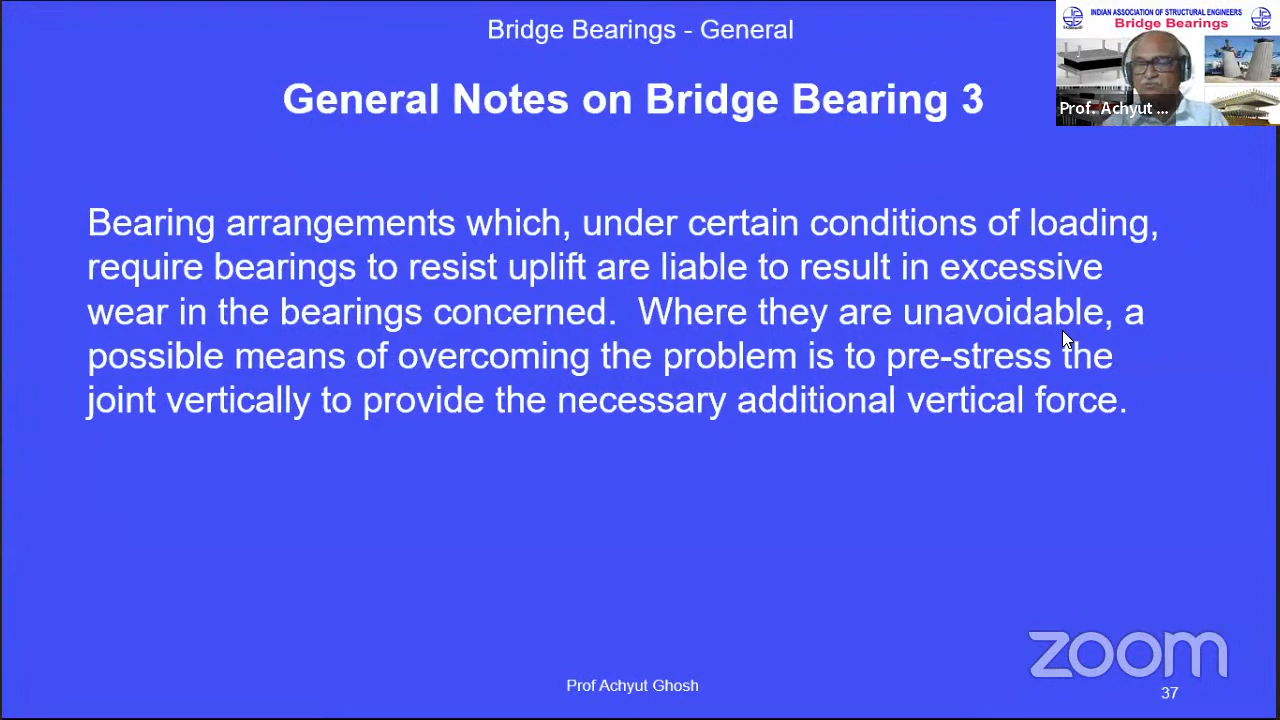 Bridge Bearings - General
INDIAN ASSOCIATION OF STRUCTURAL ENGINEERS
Bridge Bearings
General Notes on Bridge Bearing 3
Prof. Achyut ...
Bearing arrangements which, under certain conditions of loading,
require bearings to resist uplift are liable to result in excessive
wear in the bearings concerned.  Where they are unavoidable, a
possible means of overcoming the problem is to pre-stress the
joint vertically to provide the necessary additional vertical force.
zoom
Prof Achyut Ghosh
37